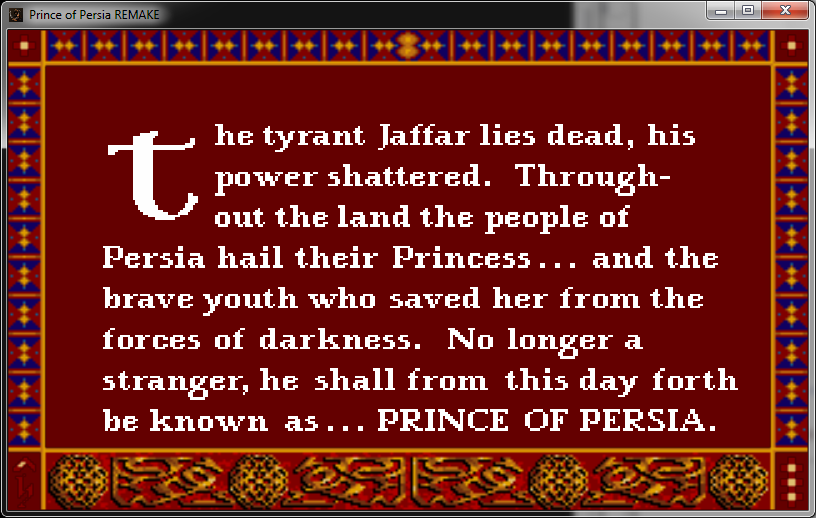 Prince of Persia REMAKE
the tyrant Jaffar lies dead, his
power shattered. Through-
out the land the people of
Persia hail their Princess... and the
brave youth who saved her from the
forces of darkness. No longer a
stranger, he shall from this day forth
be known as... PRINCE OF PERSIA.